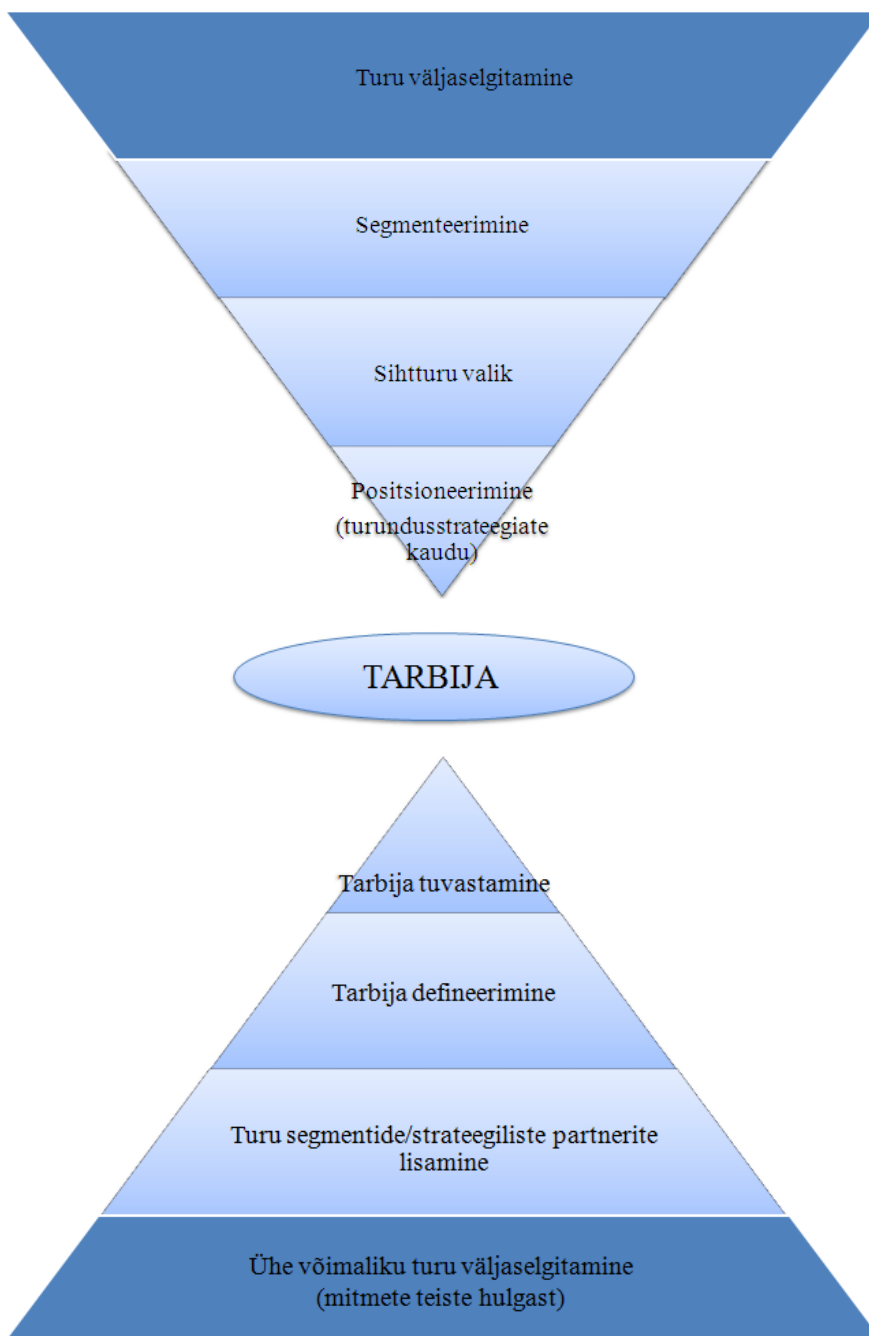 Turu väljaselgitamine
Segmenteerimine
Sihtturu valik
Positsioneerimine
(turundusstrateegiate
kaudu)
TARBIJA
Tarbija tuvastamine
Tarbija defineerimine
Turu segmentide/strateegiliste partnerite
lisamine
Ühe võimaliku turu väljaselgitamine
(mitmete teiste hulgast)